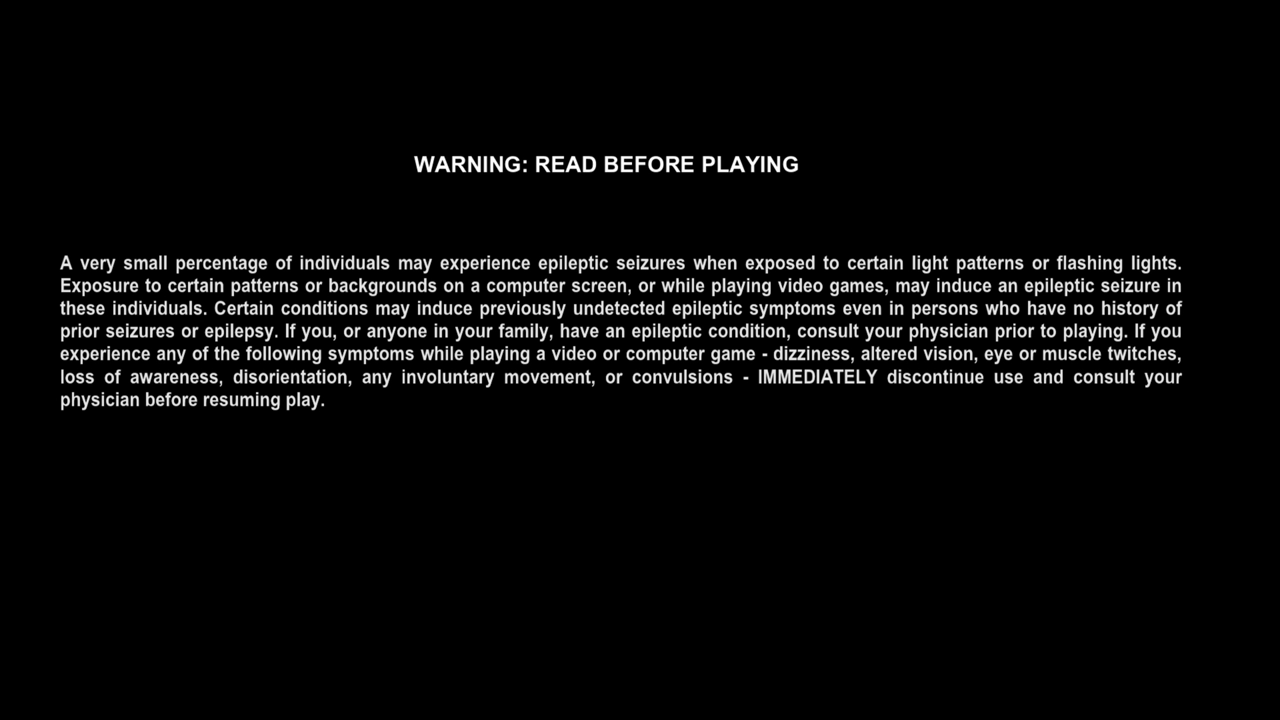 WARNING: READ BEFORE PLAYING
A very small percentage of individuals may experience epileptic seizures when exposed to certain light patterns or flashing lights.
Exposure to certain patterns or backgrounds on a computer screen, or while playing video games, may induce an epileptic seizure in
these individuals. Certain conditions may induce previously undetected epileptic symptoms even in persons who have no history of
prior seizures or epilepsy. If you, or anyone in your family, have an epileptic condition, consult your physician prior to playing. If you
experience any of the following symptoms while playing a video or computer game - dizziness, altered vision, eye or muscle twitches,
loss of awareness, disorientation, any involuntary movement, or convulsions - IMMEDIATELY discontinue use and consult your
physician before resuming play.